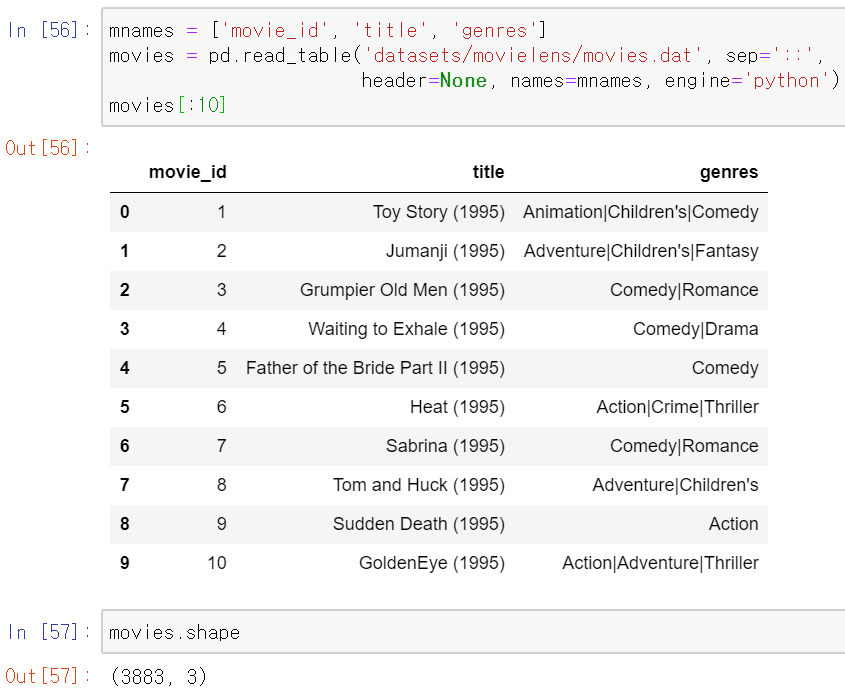 In [56]: mnames = ['movie_id', 'title', 'genres']
movies = pd.read_table('datasets/movielens/movies.dat', sep='::',
header=None, names=mnames, engine='python')
movies[:10]
Out[56]:
movie_id title genres
0 1 Toy Story (1995) Animation|Children's|Comedy
1 2 Jumanji (1995) Adventure|Children's|Fantasy
2 3 Grumpier Old Men (1995) Comedy|Romance
3 4 Waiting to Exhale (1995) Comedy|Drama
4 5 Father of the Bride Part II (1995) Comedy
5 6 Heat (1995) Action|Crime|Thriller
6 7 Sabrina (1995) Comedy|Romance
7 8 Tom and Huck (1995) Adventure|Children's
8 9 Sudden Death (1995) Action
9 10 GoldenEye (1995) Action|Adventure|Thriller
In [57]: movies.shape
Out[57]: (3883, 3)